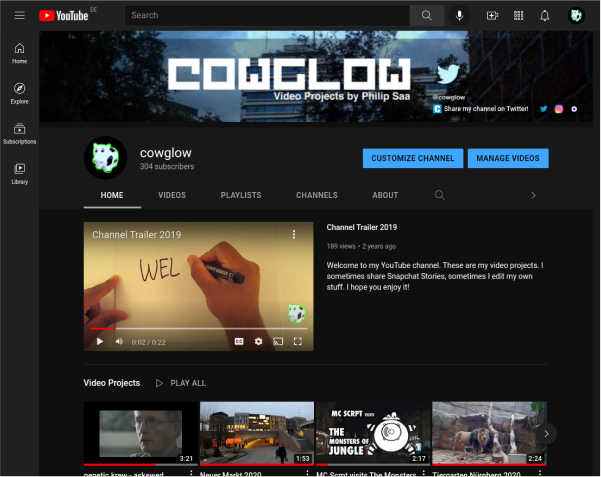 YouTube DE
Search
Home
Explore
Subscriptions
Library
COWGLOW
Video Projects by Philip Saa
@cowglow
Share my channel on Twitter!
cowglow
304 subscribers
CUSTOMIZE CHANNEL
MANAGE VIDEOS
HOME
VIDEOS
PLAYLISTS
CHANNELS
ABOUT
Channel Trailer 2019
WEL
0:02 / 0:22
Channel Trailer 2019
189 views • 2 years ago
Welcome to my YouTube channel. These are my video projects. I
sometimes share Snapchat Stories, sometimes I edit my own
stuff. I hope you enjoy it!
Video Projects
PLAY ALL
3:21
1:53
MC SCRPT VISITS
THE
MONSTERS
OF
JUNGLE
2:17
2:24
genetic krew - askewed
Neuer Markt 2020
MC Scrpt visits The Monsters
Tiergarten Nürnberg 2020